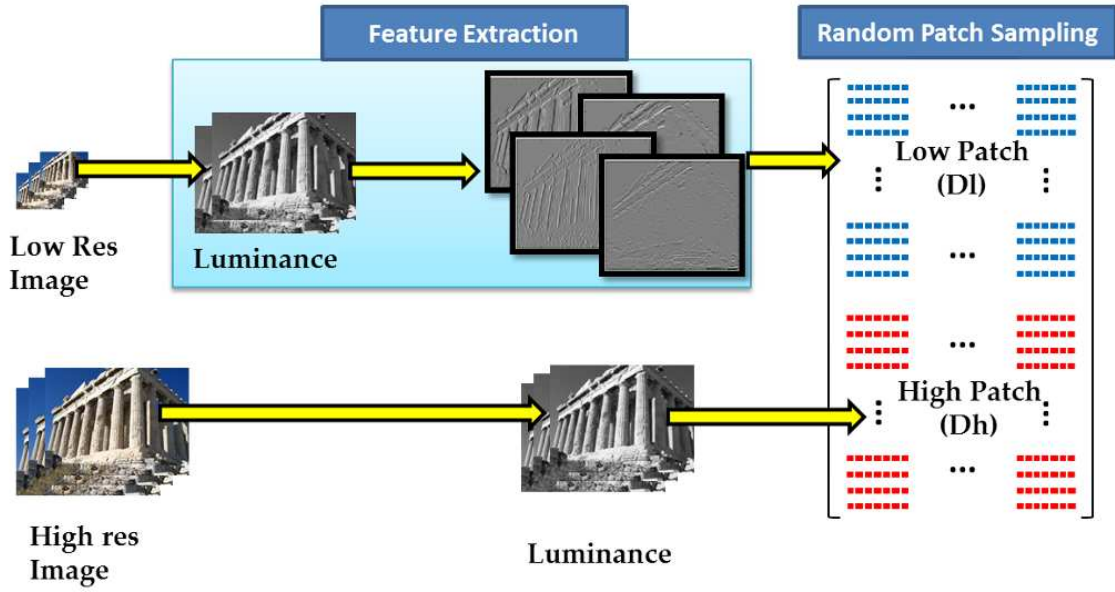 Feature Extraction
Random Patch Sampling
...
Low Patch
(Dl)
...
Low Res
Image
Luminance
...
High Patch
(Dh)
...
High res
Image
Luminance